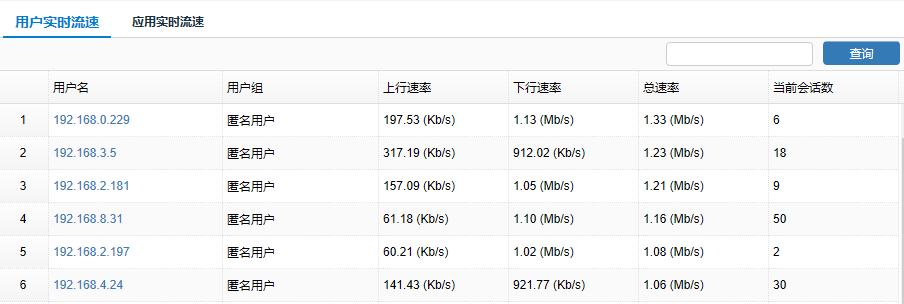 用户实时流速 应用实时流速
查询
用户名 用户组 上行速率 下行速率 总速率 当前会话数
1 192.168.0.229 匿名用户 197.53 (Kb/s) 1.13 (Mb/s) 1.33 (Mb/s) 6
2 192.168.3.5 匿名用户 317.19 (Kb/s) 912.02 (Kb/s) 1.23 (Mb/s) 18
3 192.168.2.181 匿名用户 157.09 (Kb/s) 1.05 (Mb/s) 1.21 (Mb/s) 9
4 192.168.8.31 匿名用户 61.18 (Kb/s) 1.10 (Mb/s) 1.16 (Mb/s) 50
5 192.168.2.197 匿名用户 60.21 (Kb/s) 1.02 (Mb/s) 1.08 (Mb/s) 2
6 192.168.4.24 匿名用户 141.43 (Kb/s) 921.77 (Kb/s) 1.06 (Mb/s) 30